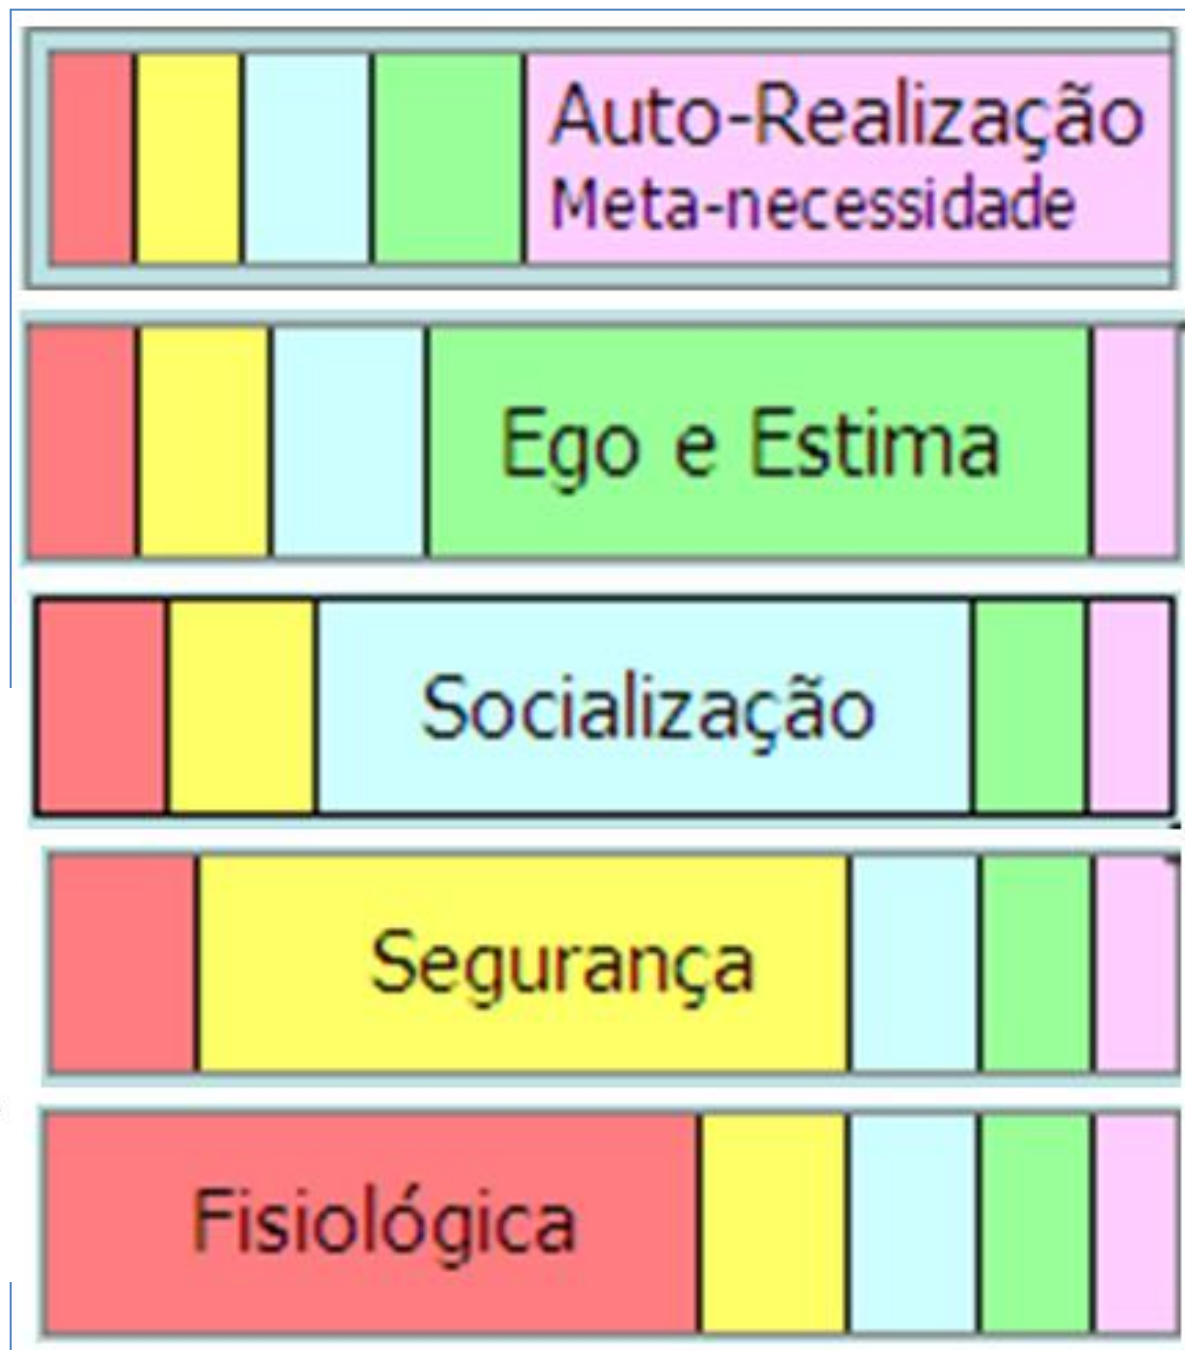 Auto-Realização
Meta-necessidade
Ego e Estima
Socialização
Segurança
Fisiológica